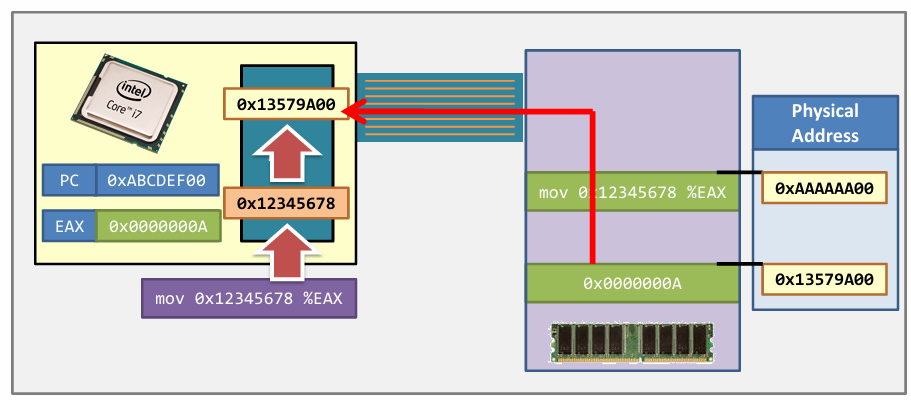 intel
Core™ i7
0x13579A00
PC 0xABCDEF00
0x12345678
EAX 0x0000000A
mov 0x12345678 %EAX
mov 0x12345678 %EAX
0x0000000A
Physical
Address
0xAAAAAA00
0x13579A00